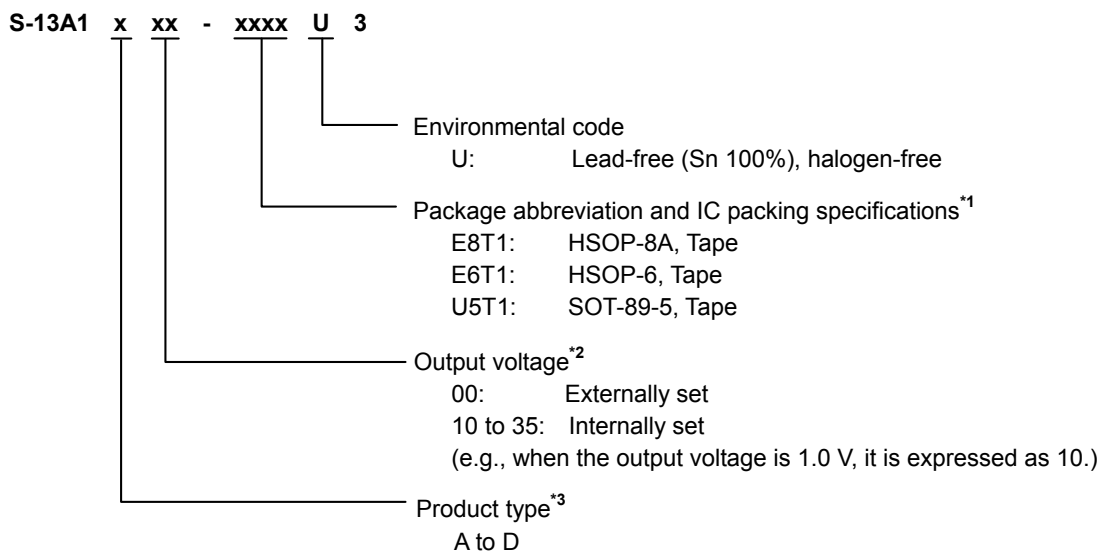 S-13A1 x xx - xxxx U 3
Environmental code
U: Lead-free (Sn 100%), halogen-free
Package abbreviation and IC packing specifications*1
E8T1: HSOP-8A, Tape
E6T1: HSOP-6, Tape
U5T1: SOT-89-5, Tape
Output voltage*2
00: Externally set
10 to 35: Internally set
(e.g., when the output voltage is 1.0 V, it is expressed as 10.)
Product type*3
A to D